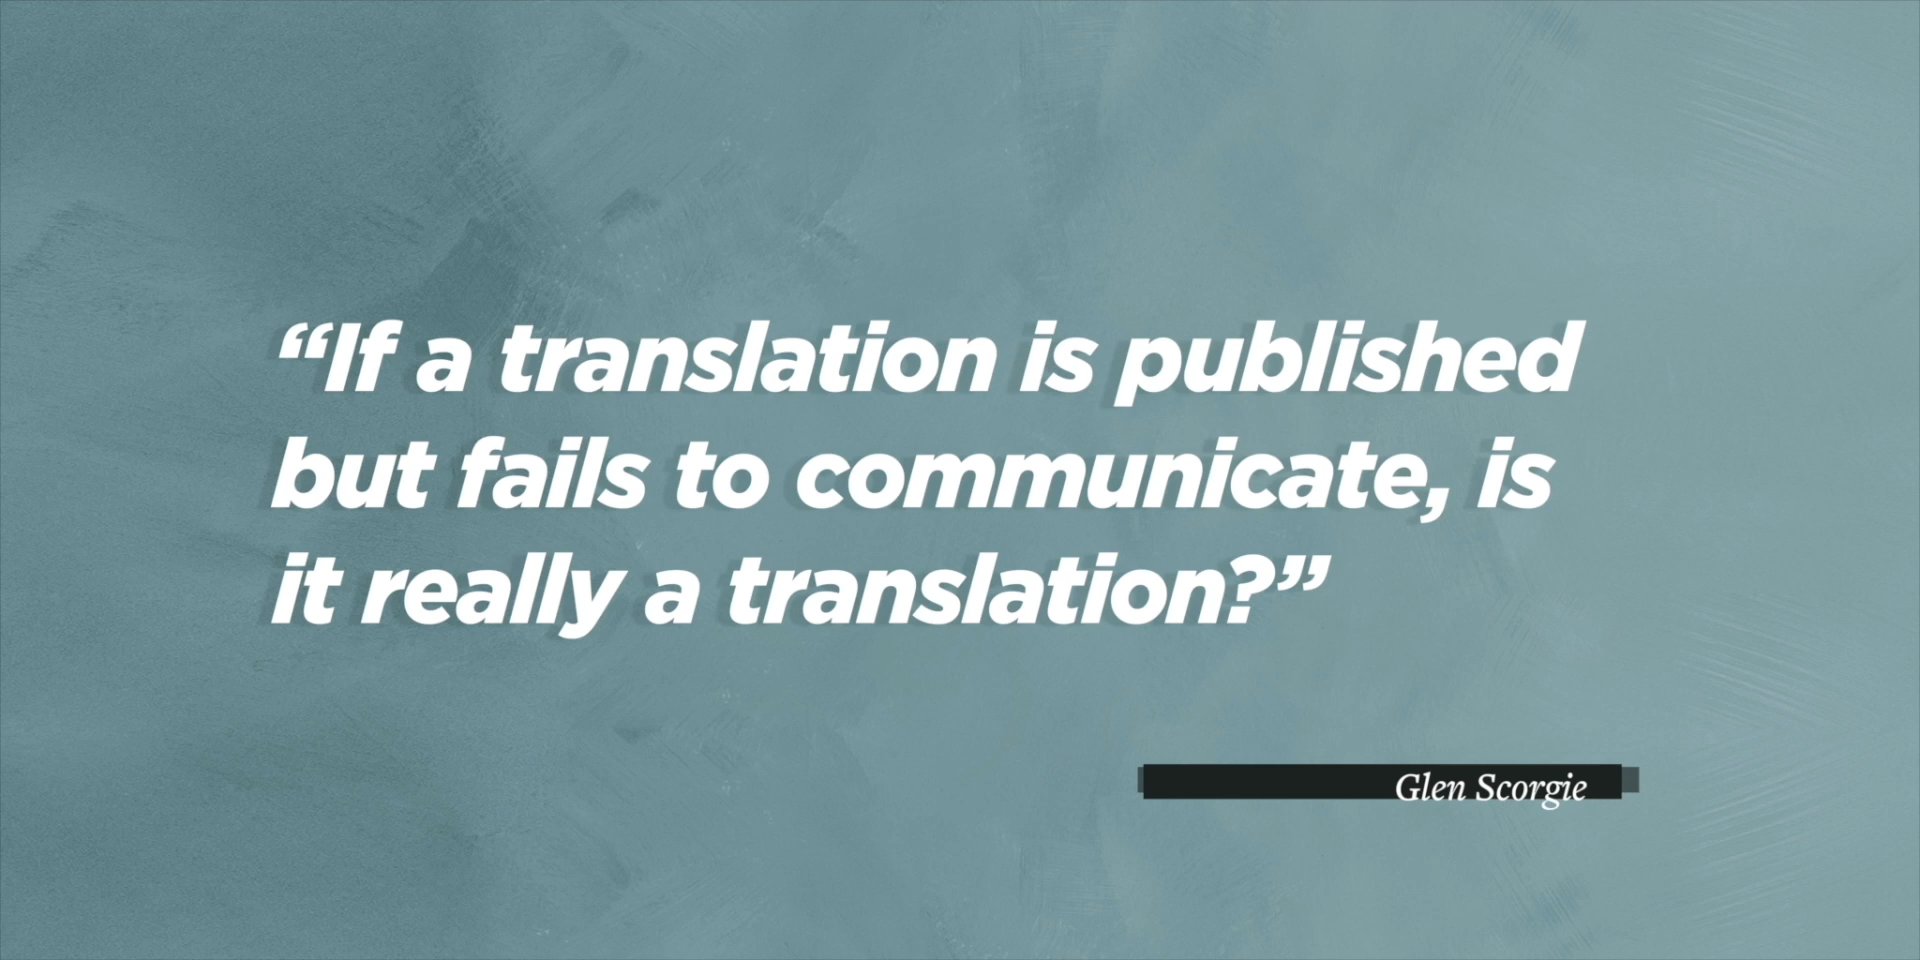 “If a translation is published
but fails to communicate, is
it really a translation?”
Glen Scorgie